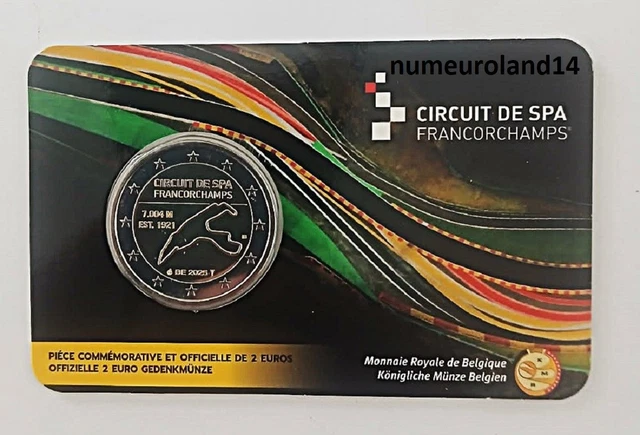 numeuroland14
CIRCUIT DE SPA
FRANCORCHAMPS®
CIRCUIT DE SPA
FRANCORCHAMPS
7.004 M
EST. 1921
DE 2025 T
PIÈCE COMMÉMORATIVE ET OFFICIELLE DE 2 EUROS
OFFIZIELLE 2 EURO GEDENKMÜNZE
Monnaie Royale de Belgique
Königliche Münze Belgien
K
M
R